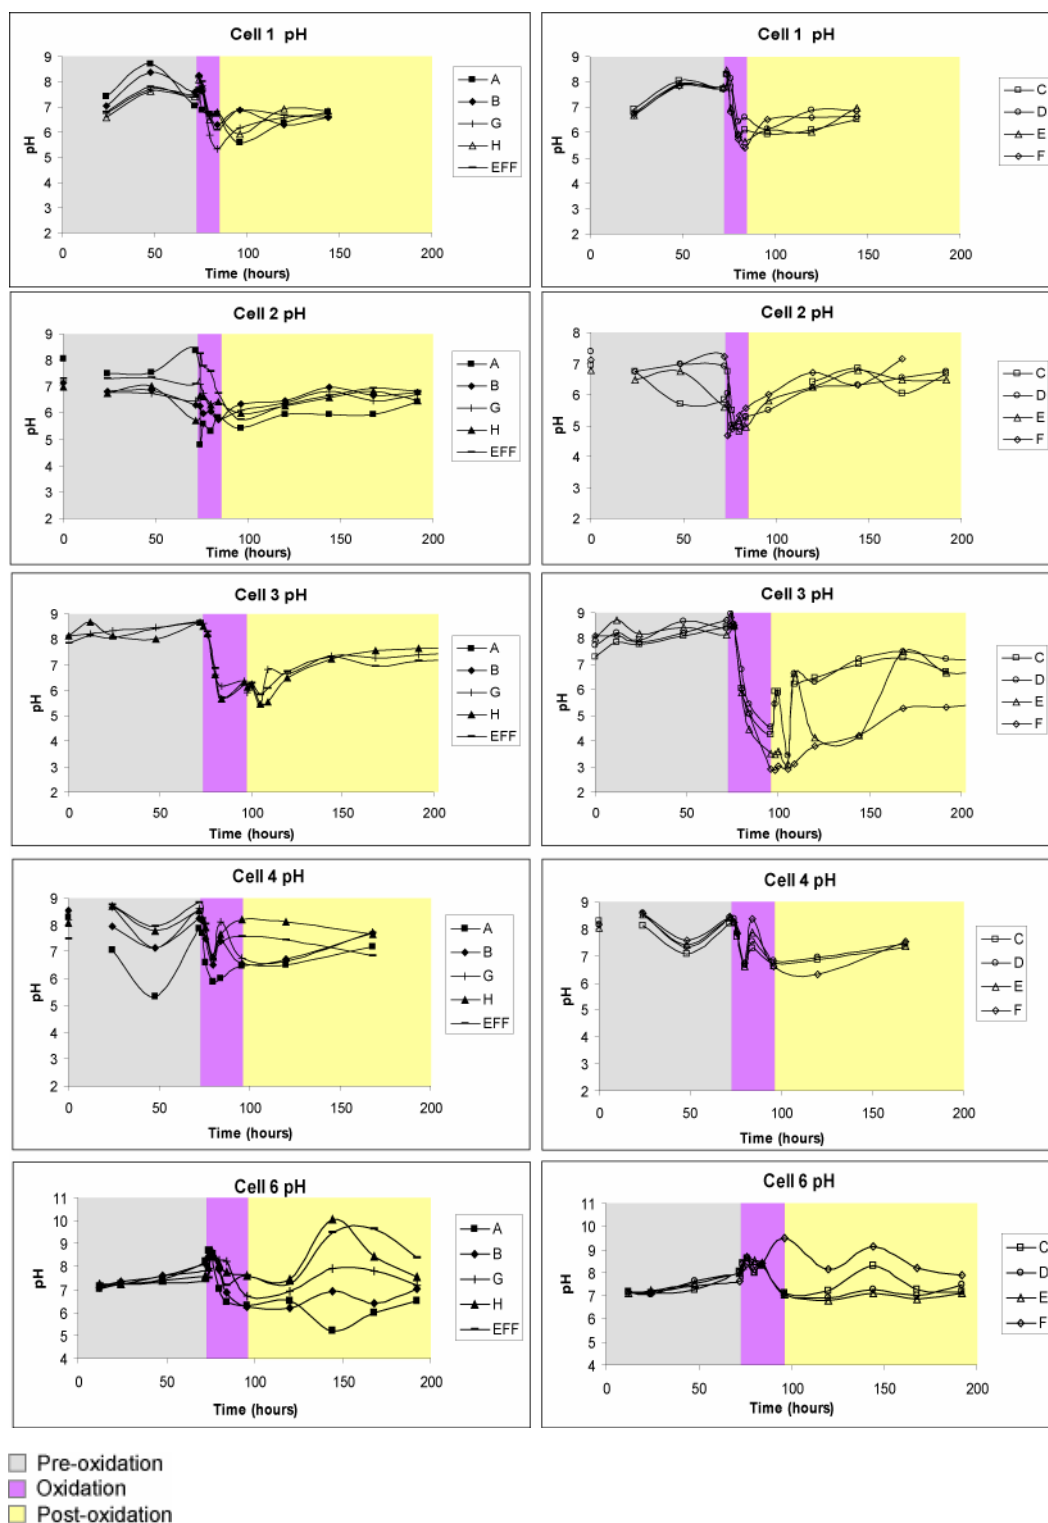 Cell 1 pH
9
8
7
6
5
4
3
2
pH
0
50
100
150
200
Time (hours)
A
B
G
H
EFF
Cell 1 pH
9
8
7
6
5
4
3
2
pH
0
50
100
150
200
Time (hours)
C
D
E
F
Cell 2 pH
9
8
7
6
5
4
3
2
pH
0
50
100
150
200
Time (hours)
A
B
G
H
EFF
Cell 2 pH
8
7
6
5
4
3
2
pH
0
50
100
150
200
Time (hours)
C
D
E
F
Cell 3 pH
9
8
7
6
5
4
3
2
pH
0
50
100
150
200
Time (hours)
A
B
G
H
EFF
Cell 3 pH
9
8
7
6
5
4
3
2
pH
0
50
100
150
200
Time (hours)
C
D
E
F
Cell 4 pH
9
8
7
6
5
4
3
2
pH
0
50
100
150
200
Time (hours)
A
B
G
H
EFF
Cell 4 pH
9
8
7
6
5
4
3
2
pH
0
50
100
150
200
Time (hours)
C
D
E
F
Cell 6 pH
11
10
9
8
7
6
5
4
pH
0
50
100
150
200
Time (hours)
A
B
G
H
EFF
Cell 6 pH
11
10
9
8
7
6
5
4
pH
0
50
100
150
200
Time (hours)
C
D
E
F
Pre-oxidation
Oxidation
Post-oxidation